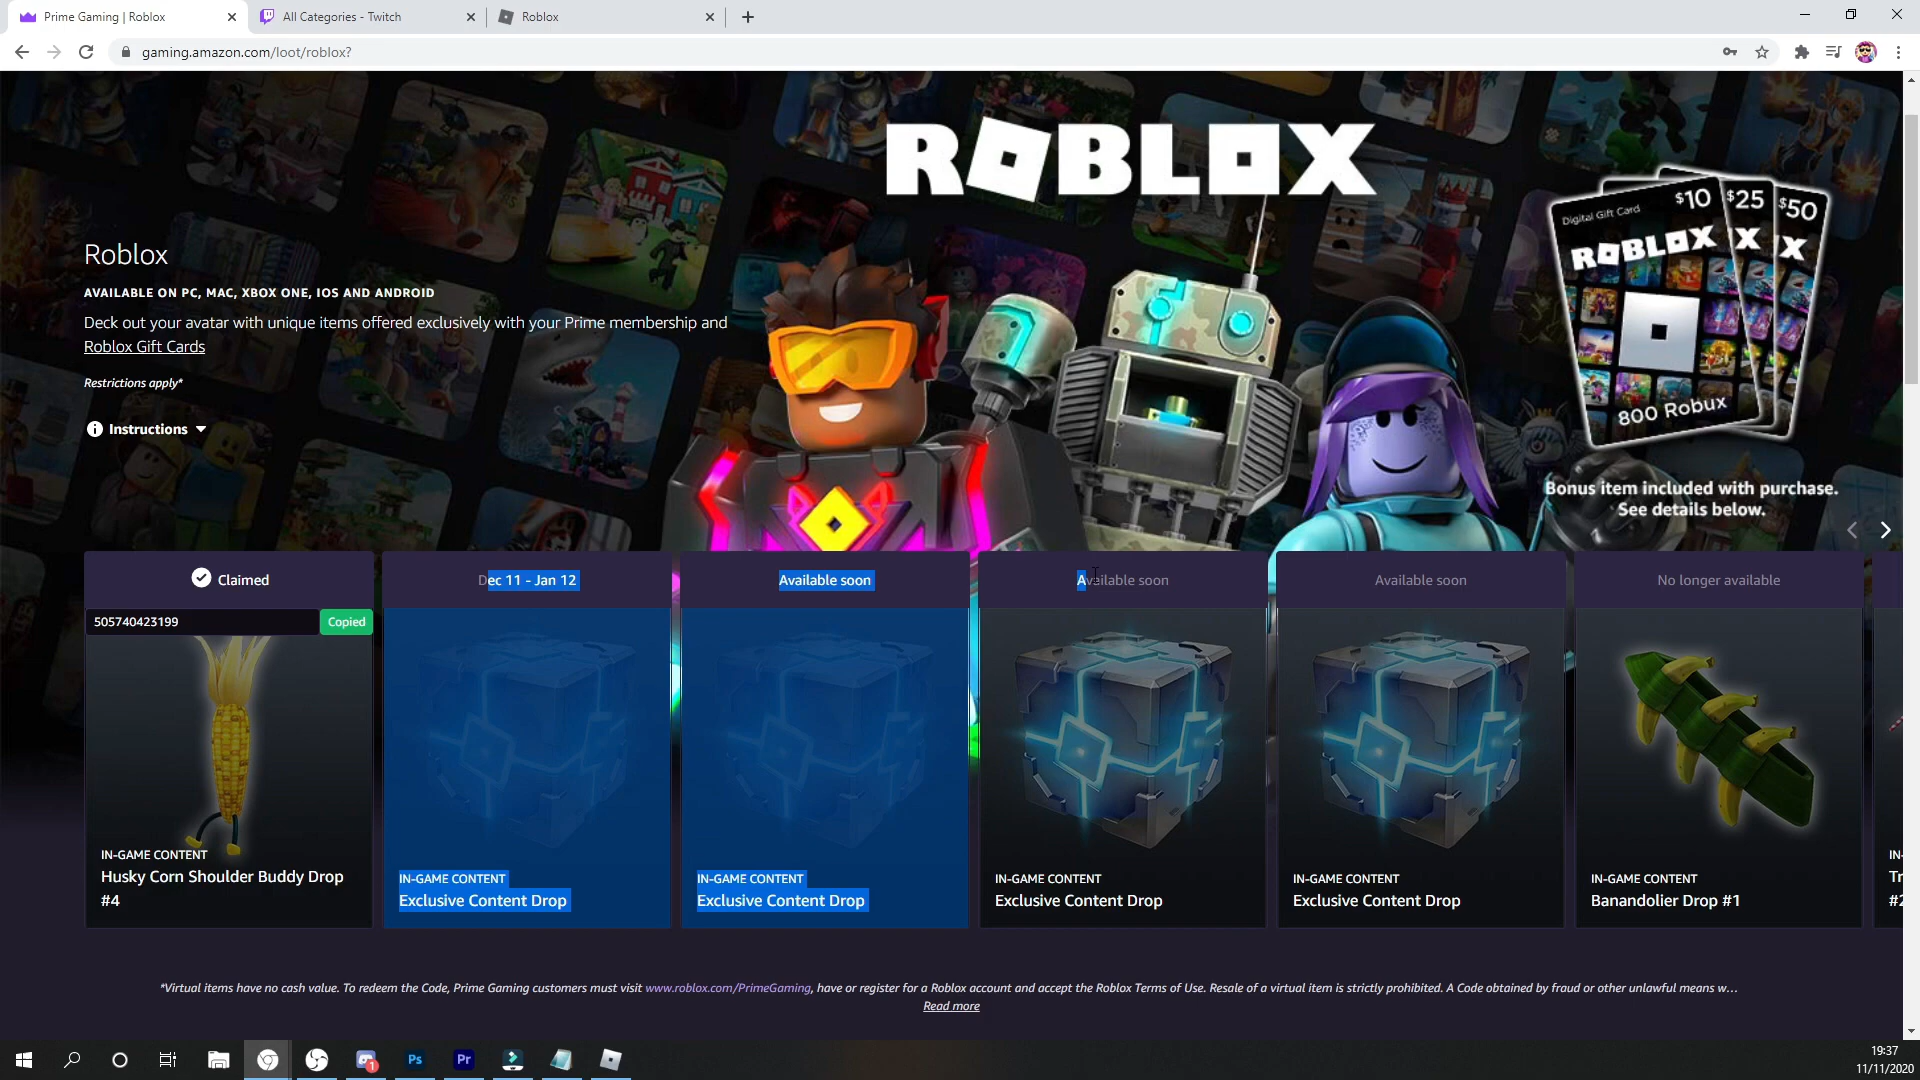 Prime Gaming | Roblox
All Categories - Twitch
Roblox
gaming.amazon.com/loot/roblox?
ROBLOX
$10 $25 $50
Digital Gift Card
ROBLOX X X
800 Robux
Bonus item included with purchase.
See details below.
Roblox
AVAILABLE ON PC, MAC, XBOX ONE, IOS AND ANDROID
Deck out your avatar with unique items offered exclusively with your Prime membership and
Roblox Gift Cards
Restrictions apply*
Instructions
Claimed
505740423199
Copied
IN-GAME CONTENT
Husky Corn Shoulder Buddy Drop
#4
Dec 11 - Jan 12
IN-GAME CONTENT
Exclusive Content Drop
Available soon
IN-GAME CONTENT
Exclusive Content Drop
Available soon
IN-GAME CONTENT
Exclusive Content Drop
Available soon
IN-GAME CONTENT
Exclusive Content Drop
No longer available
IN-GAME CONTENT
Banandolier Drop #1
IN-
Tr
#2
*Virtual items have no cash value. To redeem the Code, Prime Gaming customers must visit www.roblox.com/PrimeGaming, have or register for a Roblox account and accept the Roblox Terms of Use. Resale of a virtual item is strictly prohibited. A Code obtained by fraud or other unlawful means w...
Read more
1
Ps
Pr
19:37
11/11/2020